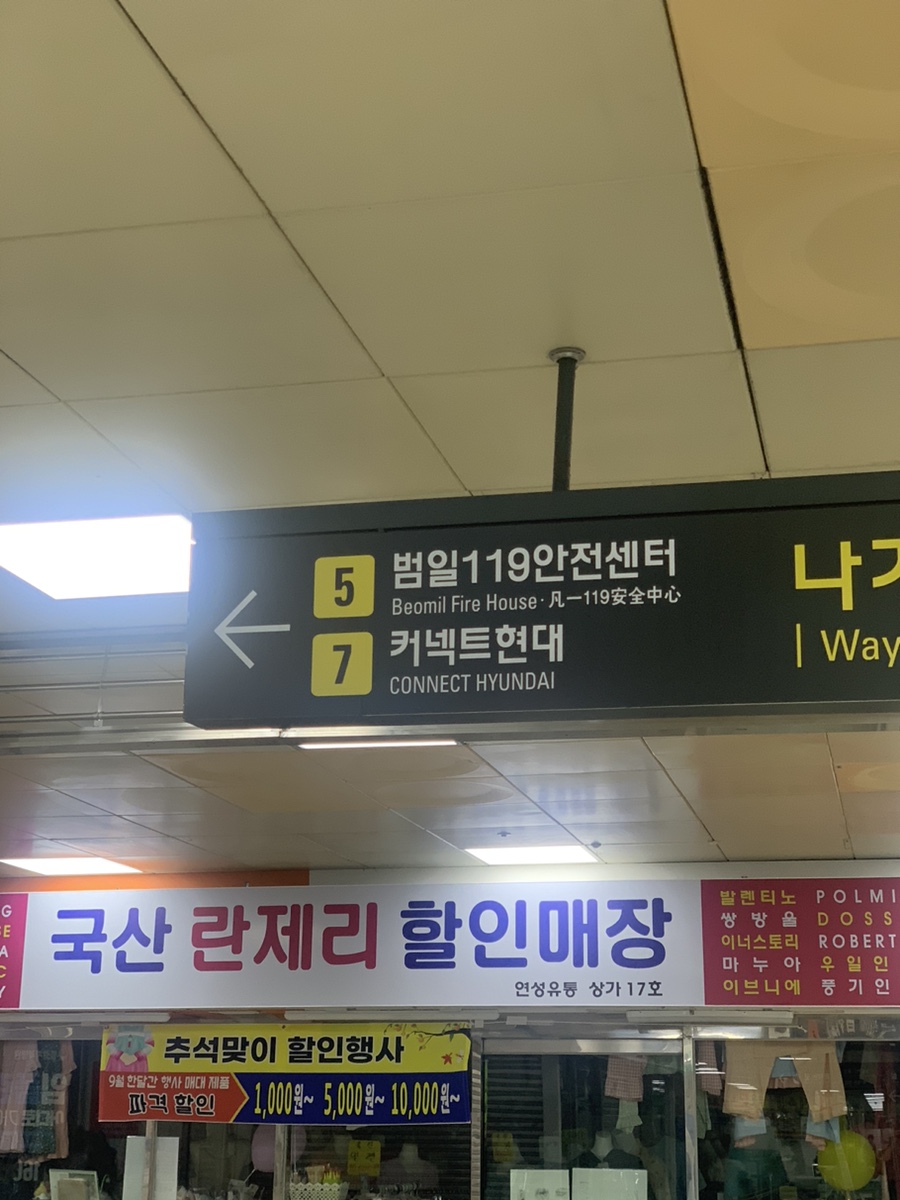 5 범일119안전센터
Beomil Fire House · 凡一119安全中心
7 커넥트현대
CONNECT HYUNDAI
나
Way
국산 란제리 할인매장
연성유통 상가 17호
발렌티노 POLM
쌍방울 DOSS
이너스토리 ROBERT
마누아 우일인
이브니에 풍기인
추석맞이 할인행사
9월 한달간 행사 매대 제품
파격 할인 1,000원~ 5,000원~ 10,000원~